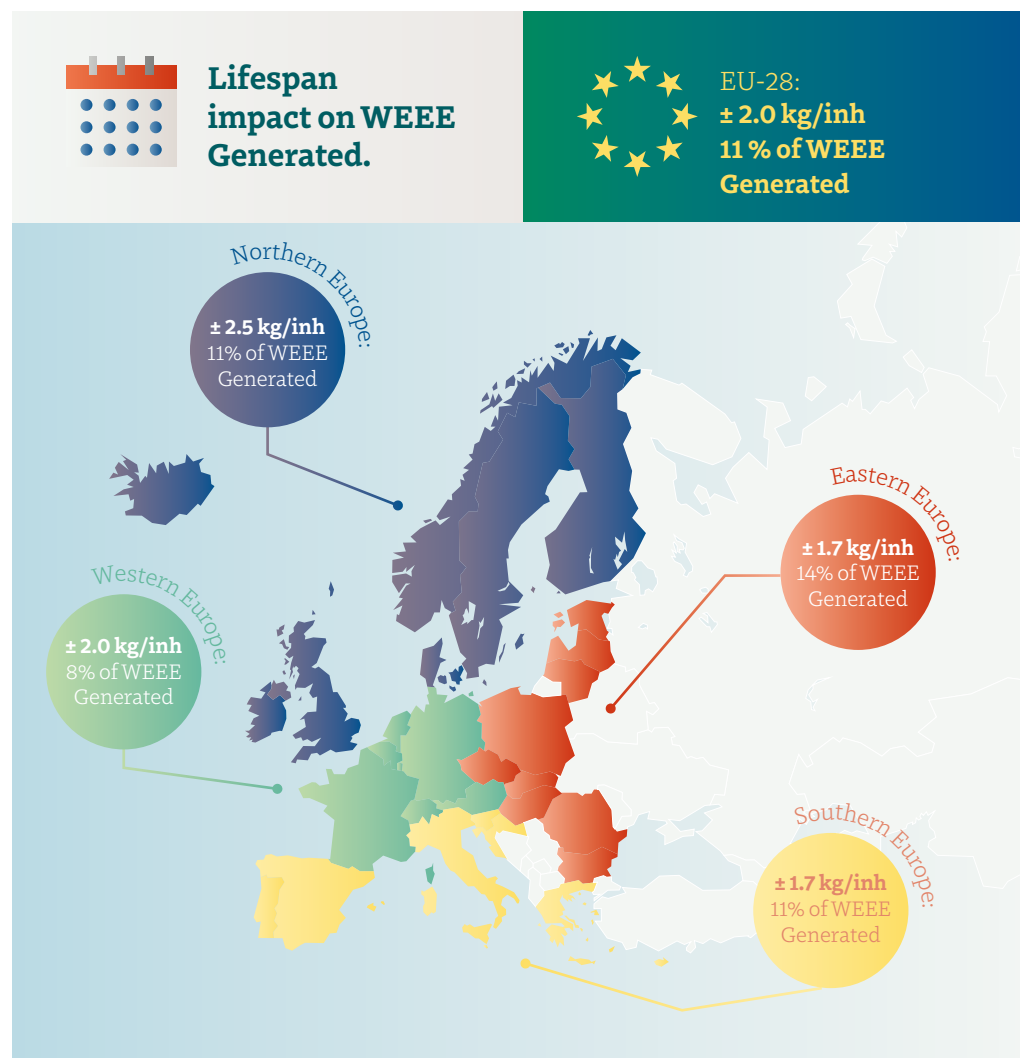 Lifespan
impact on WEEE
Generated.
EU-28:
± 2.0 kg/inh
11 % of WEEE
Generated
Northern Europe:
± 2.5 kg/inh
11% of WEEE
Generated
Eastern Europe:
± 1.7 kg/inh
14% of WEEE
Generated
Western Europe:
± 2.0 kg/inh
8% of WEEE
Generated
Southern Europe:
± 1.7 kg/inh
11% of WEEE
Generated